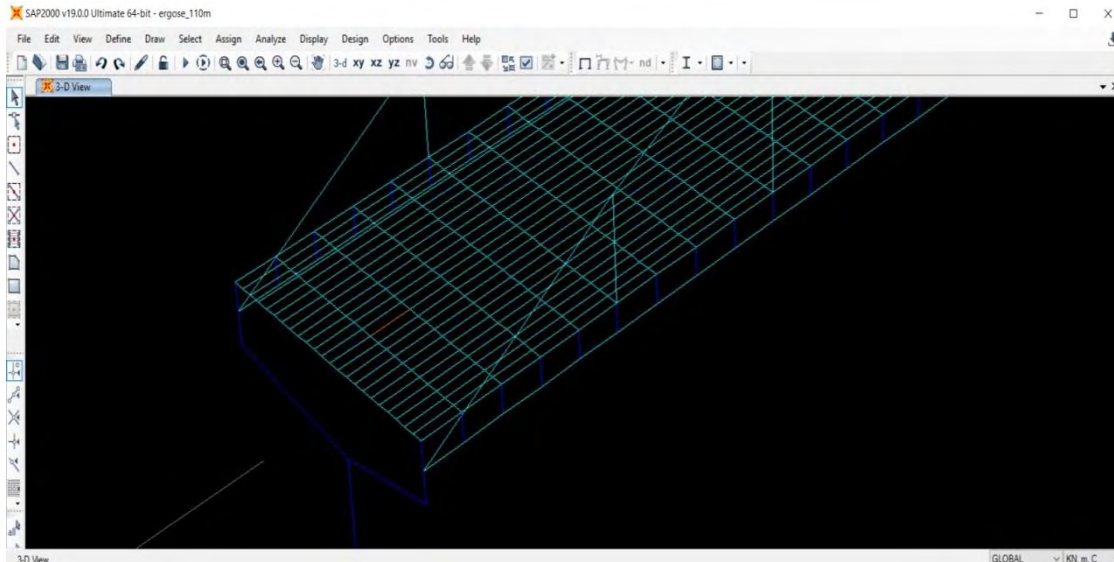 SAP2000 v19.0.0 Ultimate 64-bit - ergose_110m
File Edit View Define Draw Select Assign Analyze Display Design Options Tools Help
3-d xy xz yz nv nd
3-D View
3-D View GLOBAL KN, m, C